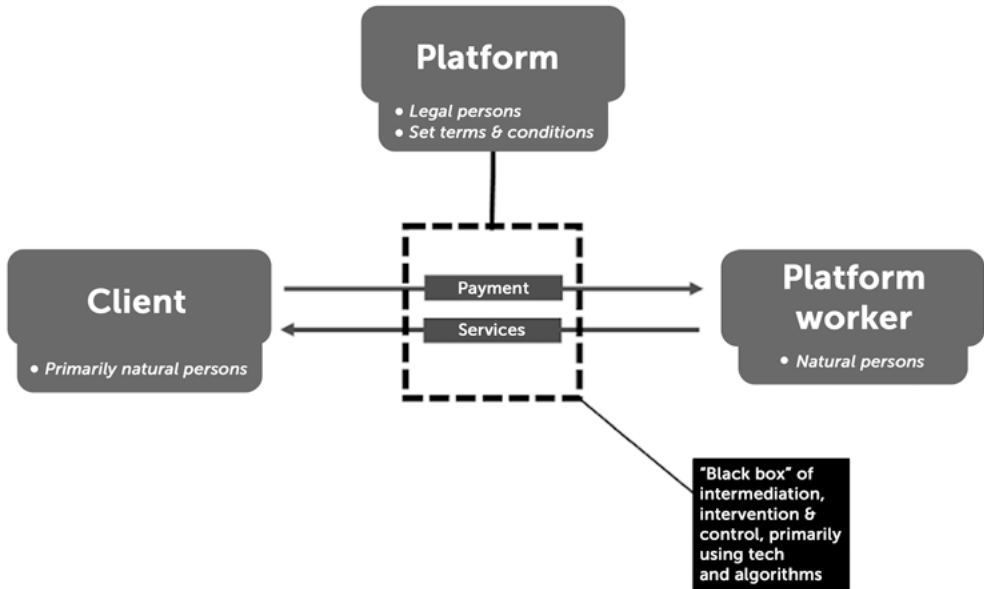 Platform
• Legal persons
• Set terms & conditions
Client
• Primarily natural persons
Payment
Services
Platform
worker
• Natural persons
"Black box" of
intermediation,
intervention &
control, primarily
using tech
and algorithms